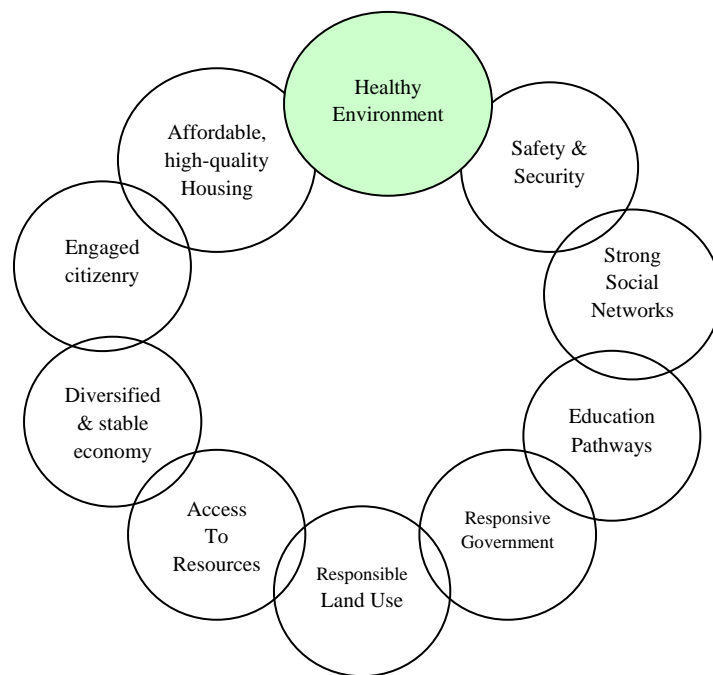 Healthy
Environment
Safety &
Security
Strong
Social
Networks
Education
Pathways
Responsive
Government
Responsible
Land Use
Access
To
Resources
Diversified
& stable
economy
Engaged
citizenry
Affordable,
high-quality
Housing